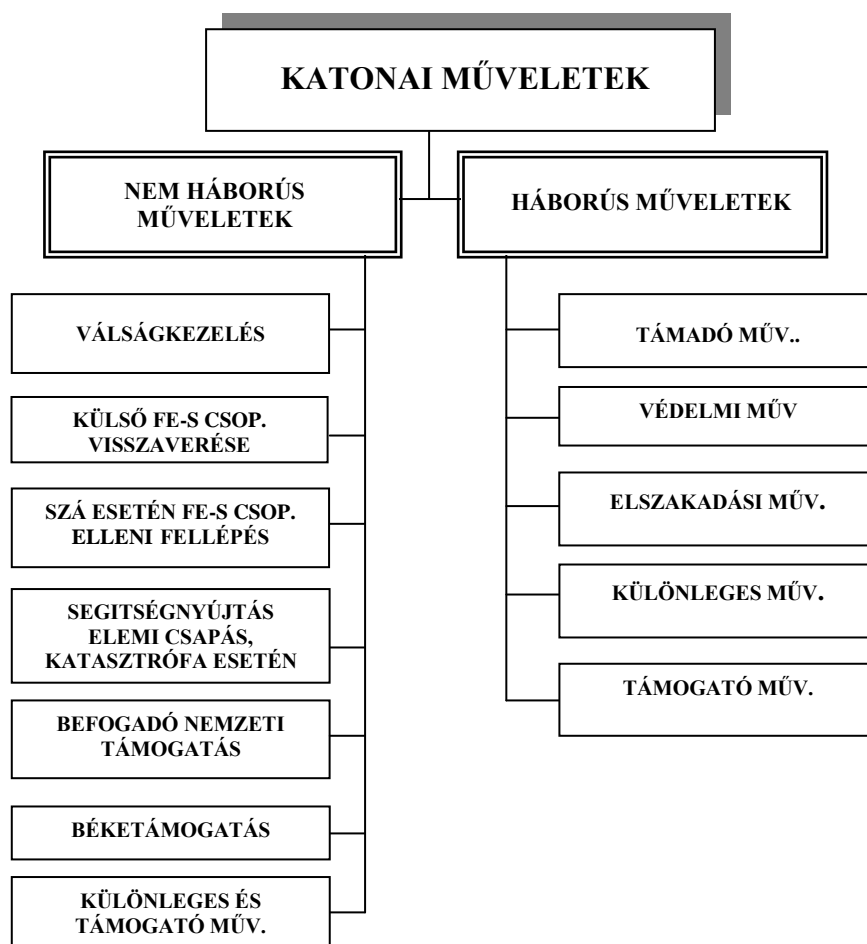 KATONAI MŰVELETEK
NEM HÁBORÚS
MŰVELETEK
HÁBORÚS MŰVELETEK
VÁLSÁGKEZELÉS
KÜLSŐ FE-S CSOP.
VISSZAVERÉSE
SZÁ ESETÉN FE-S CSOP.
ELLENI FELLÉPÉS
SEGITSÉGNYÚJTÁS
ELEMI CSAPÁS,
KATASZTRÓFA ESETÉN
BEFOGADÓ NEMZETI
TÁMOGATÁS
BÉKETÁMOGATÁS
KÜLÖNLEGES ÉS
TÁMOGATÓ MŰV.
TÁMADÓ MŰV..
VÉDELMI MŰV
ELSZAKADÁSI MŰV.
KÜLÖNLEGES MŰV.
TÁMOGATÓ MŰV.